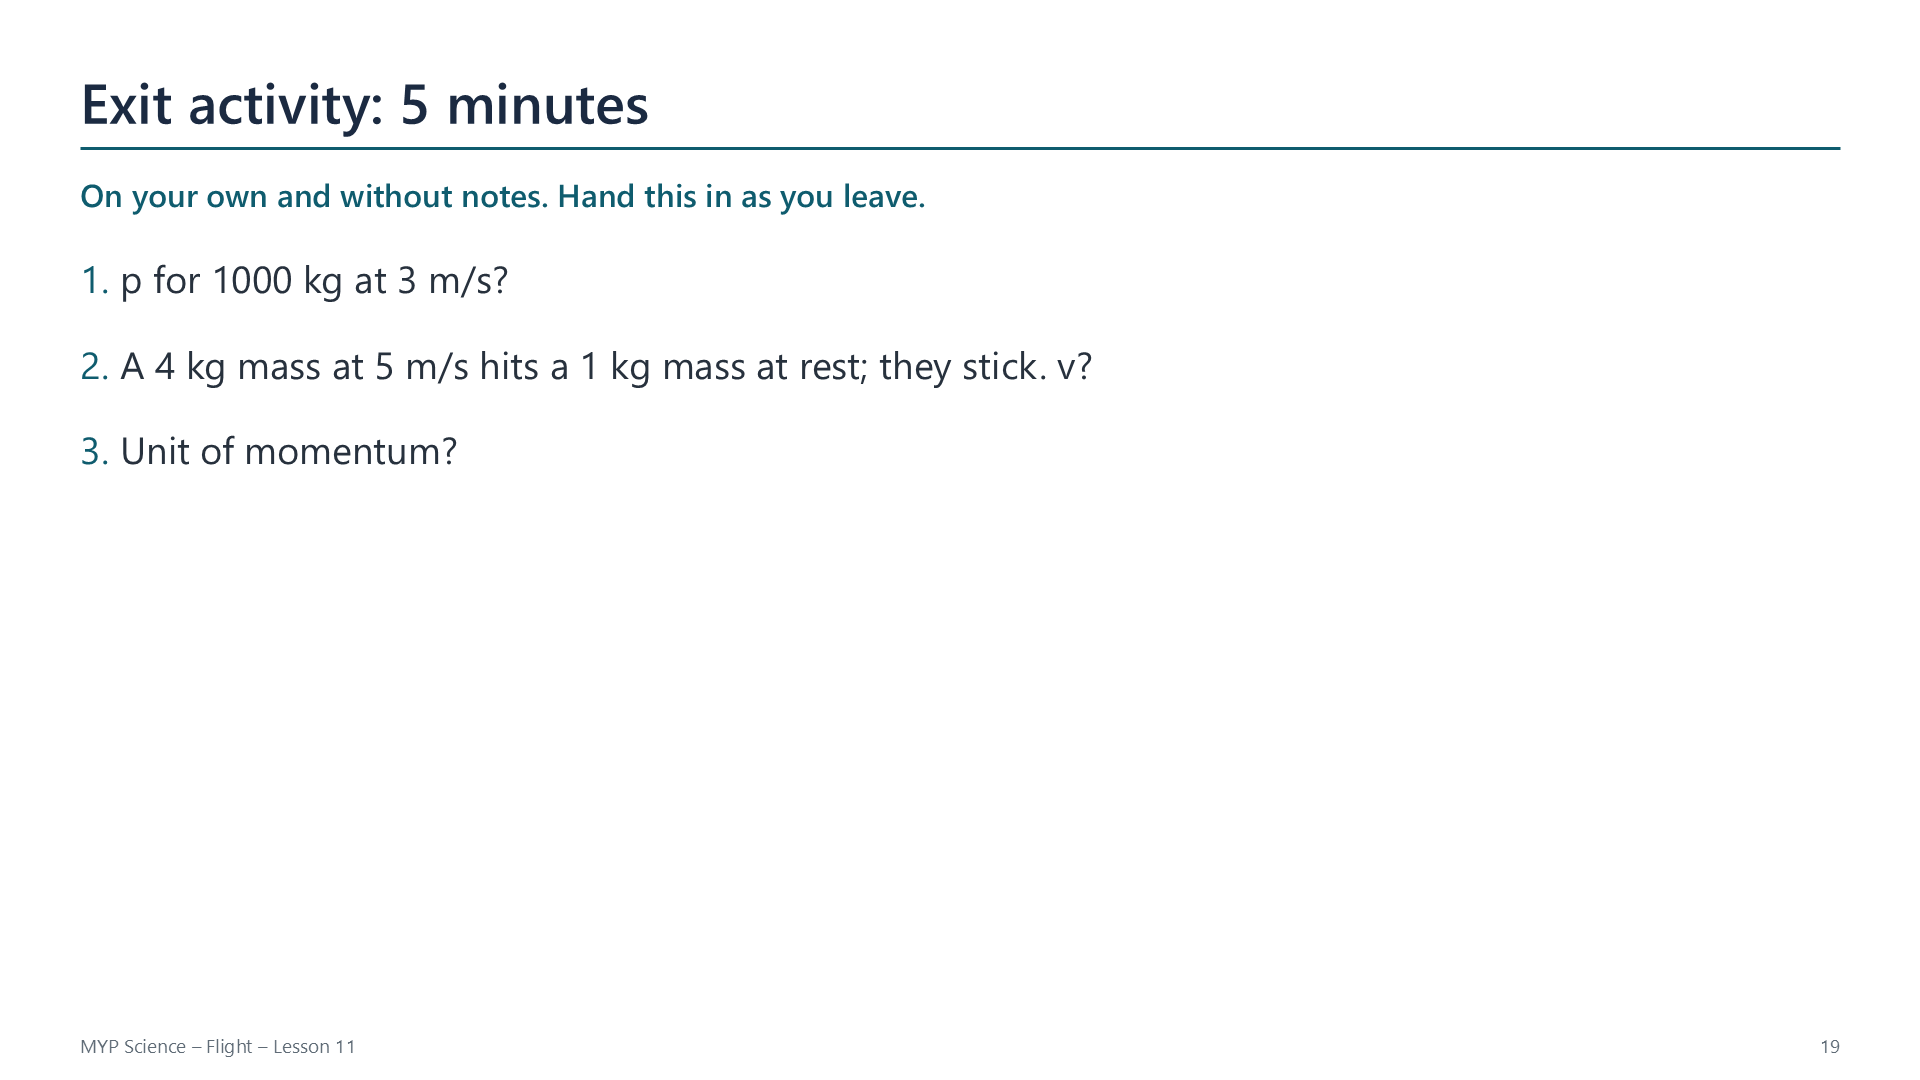 Exit activity: 5 minutes
On your own and without notes. Hand this in as you leave.
1. p for 1000 kg at 3 m/s?
2. A 4 kg mass at 5 m/s hits a 1 kg mass at rest; they stick. v?
3. Unit of momentum?
MYP Science – Flight – Lesson 11
19